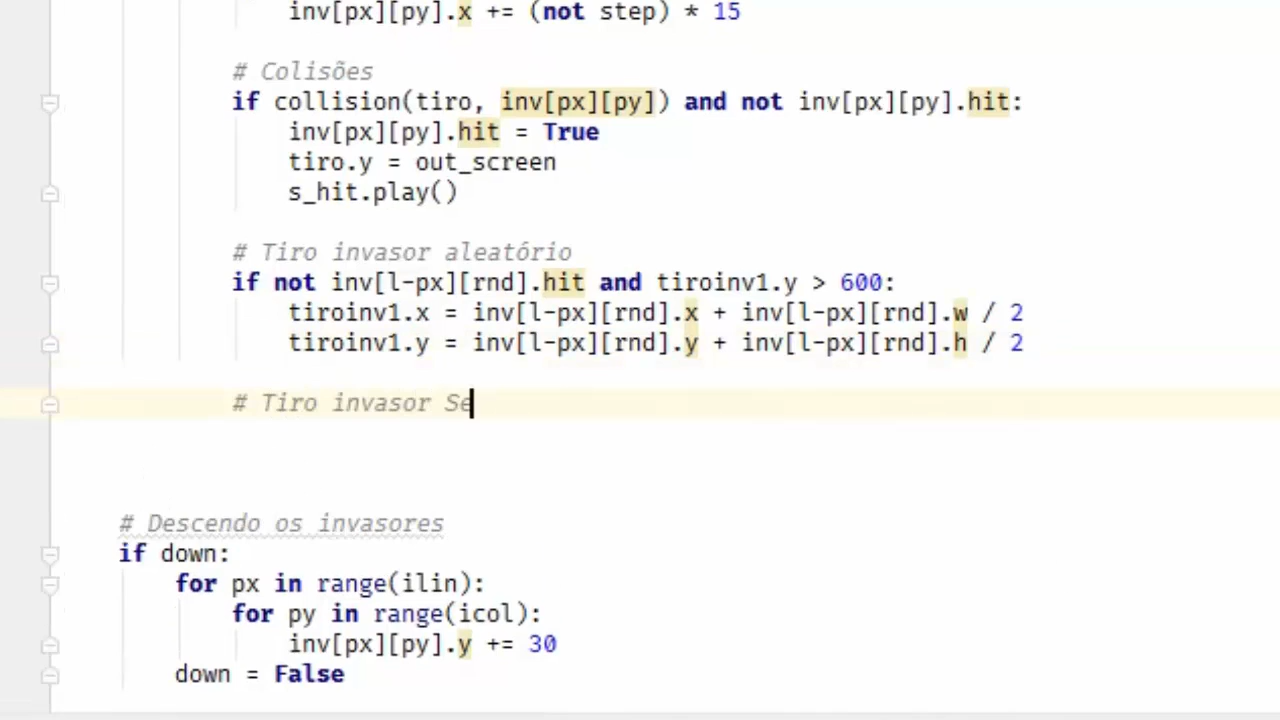 inv[px][py].x += (not step) * 15
# Colisões
if collision(tiro, inv[px][py]) and not inv[px][py].hit:
inv[px][py].hit = True
tiro.y = out_screen
s_hit.play()
# Tiro invasor aleatório
if not inv[l-px][rnd].hit and tiroinv1.y > 600:
tiroinv1.x = inv[l-px][rnd].x + inv[l-px][rnd].w / 2
tiroinv1.y = inv[l-px][rnd].y + inv[l-px][rnd].h / 2
# Tiro invasor Se
# Descendo os invasores
if down:
for px in range(ilin):
for py in range(icol):
inv[px][py].y += 30
down = False